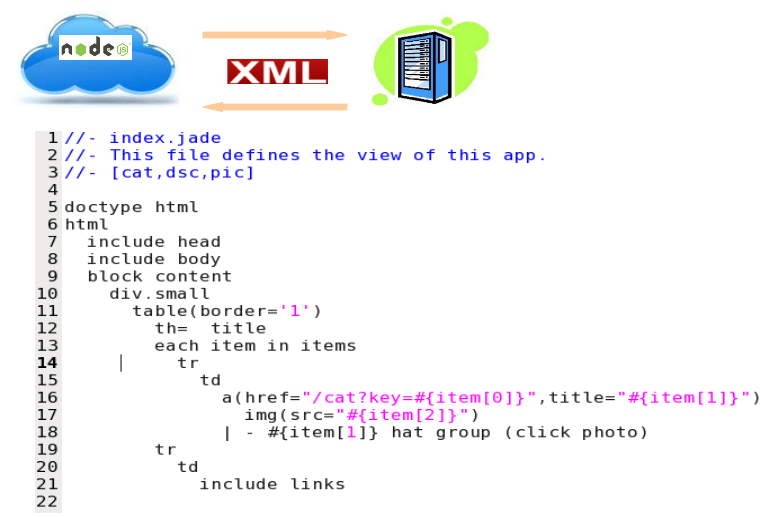 node js
XML
1 //- index.jade
2 //- This file defines the view of this app.
3 //- [cat,dsc,pic]
4
5 doctype html
6 html
7   include head
8   include body
9   block content
10     div.small
11       table(border='1')
12         th=  title
13         each item in items
14           tr
15             td
16               a(href="/cat?key=#{item[0]}",title="#{item[1]}")
17                 img(src="#{item[2]}")
18               | - #{item[1]} hat group (click photo)
19         tr
20           td
21             include links
22